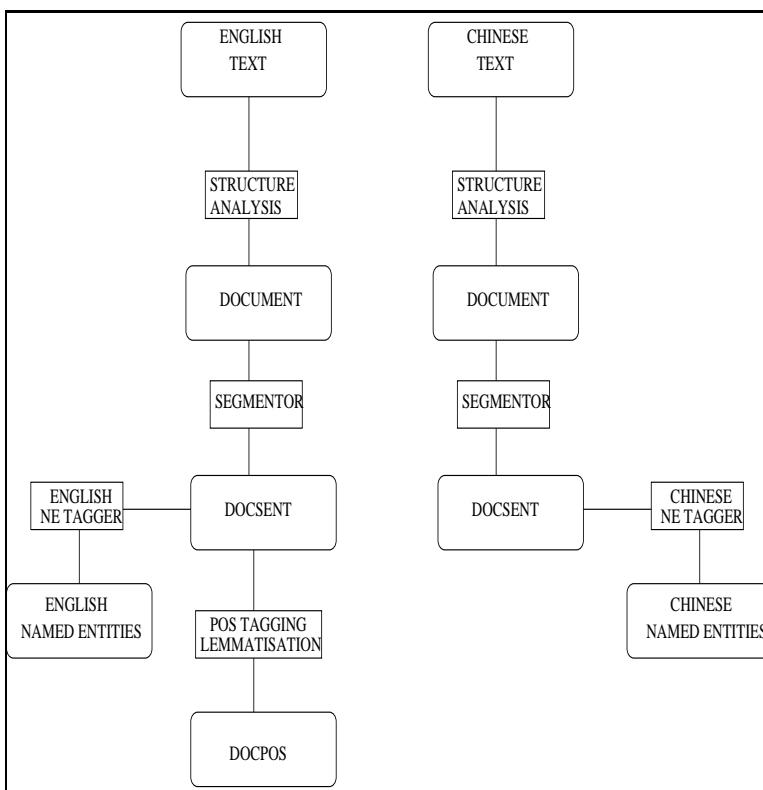 ENGLISH
TEXT
CHINESE
TEXT
STRUCTURE
ANALYSIS
STRUCTURE
ANALYSIS
DOCUMENT
DOCUMENT
SEGMENTOR
SEGMENTOR
ENGLISH
NE TAGGER
DOCSENT
DOCSENT
CHINESE
NE TAGGER
ENGLISH
NAMED ENTITIES
POS TAGGING
LEMMATISATION
CHINESE
NAMED ENTITIES
DOCPOS